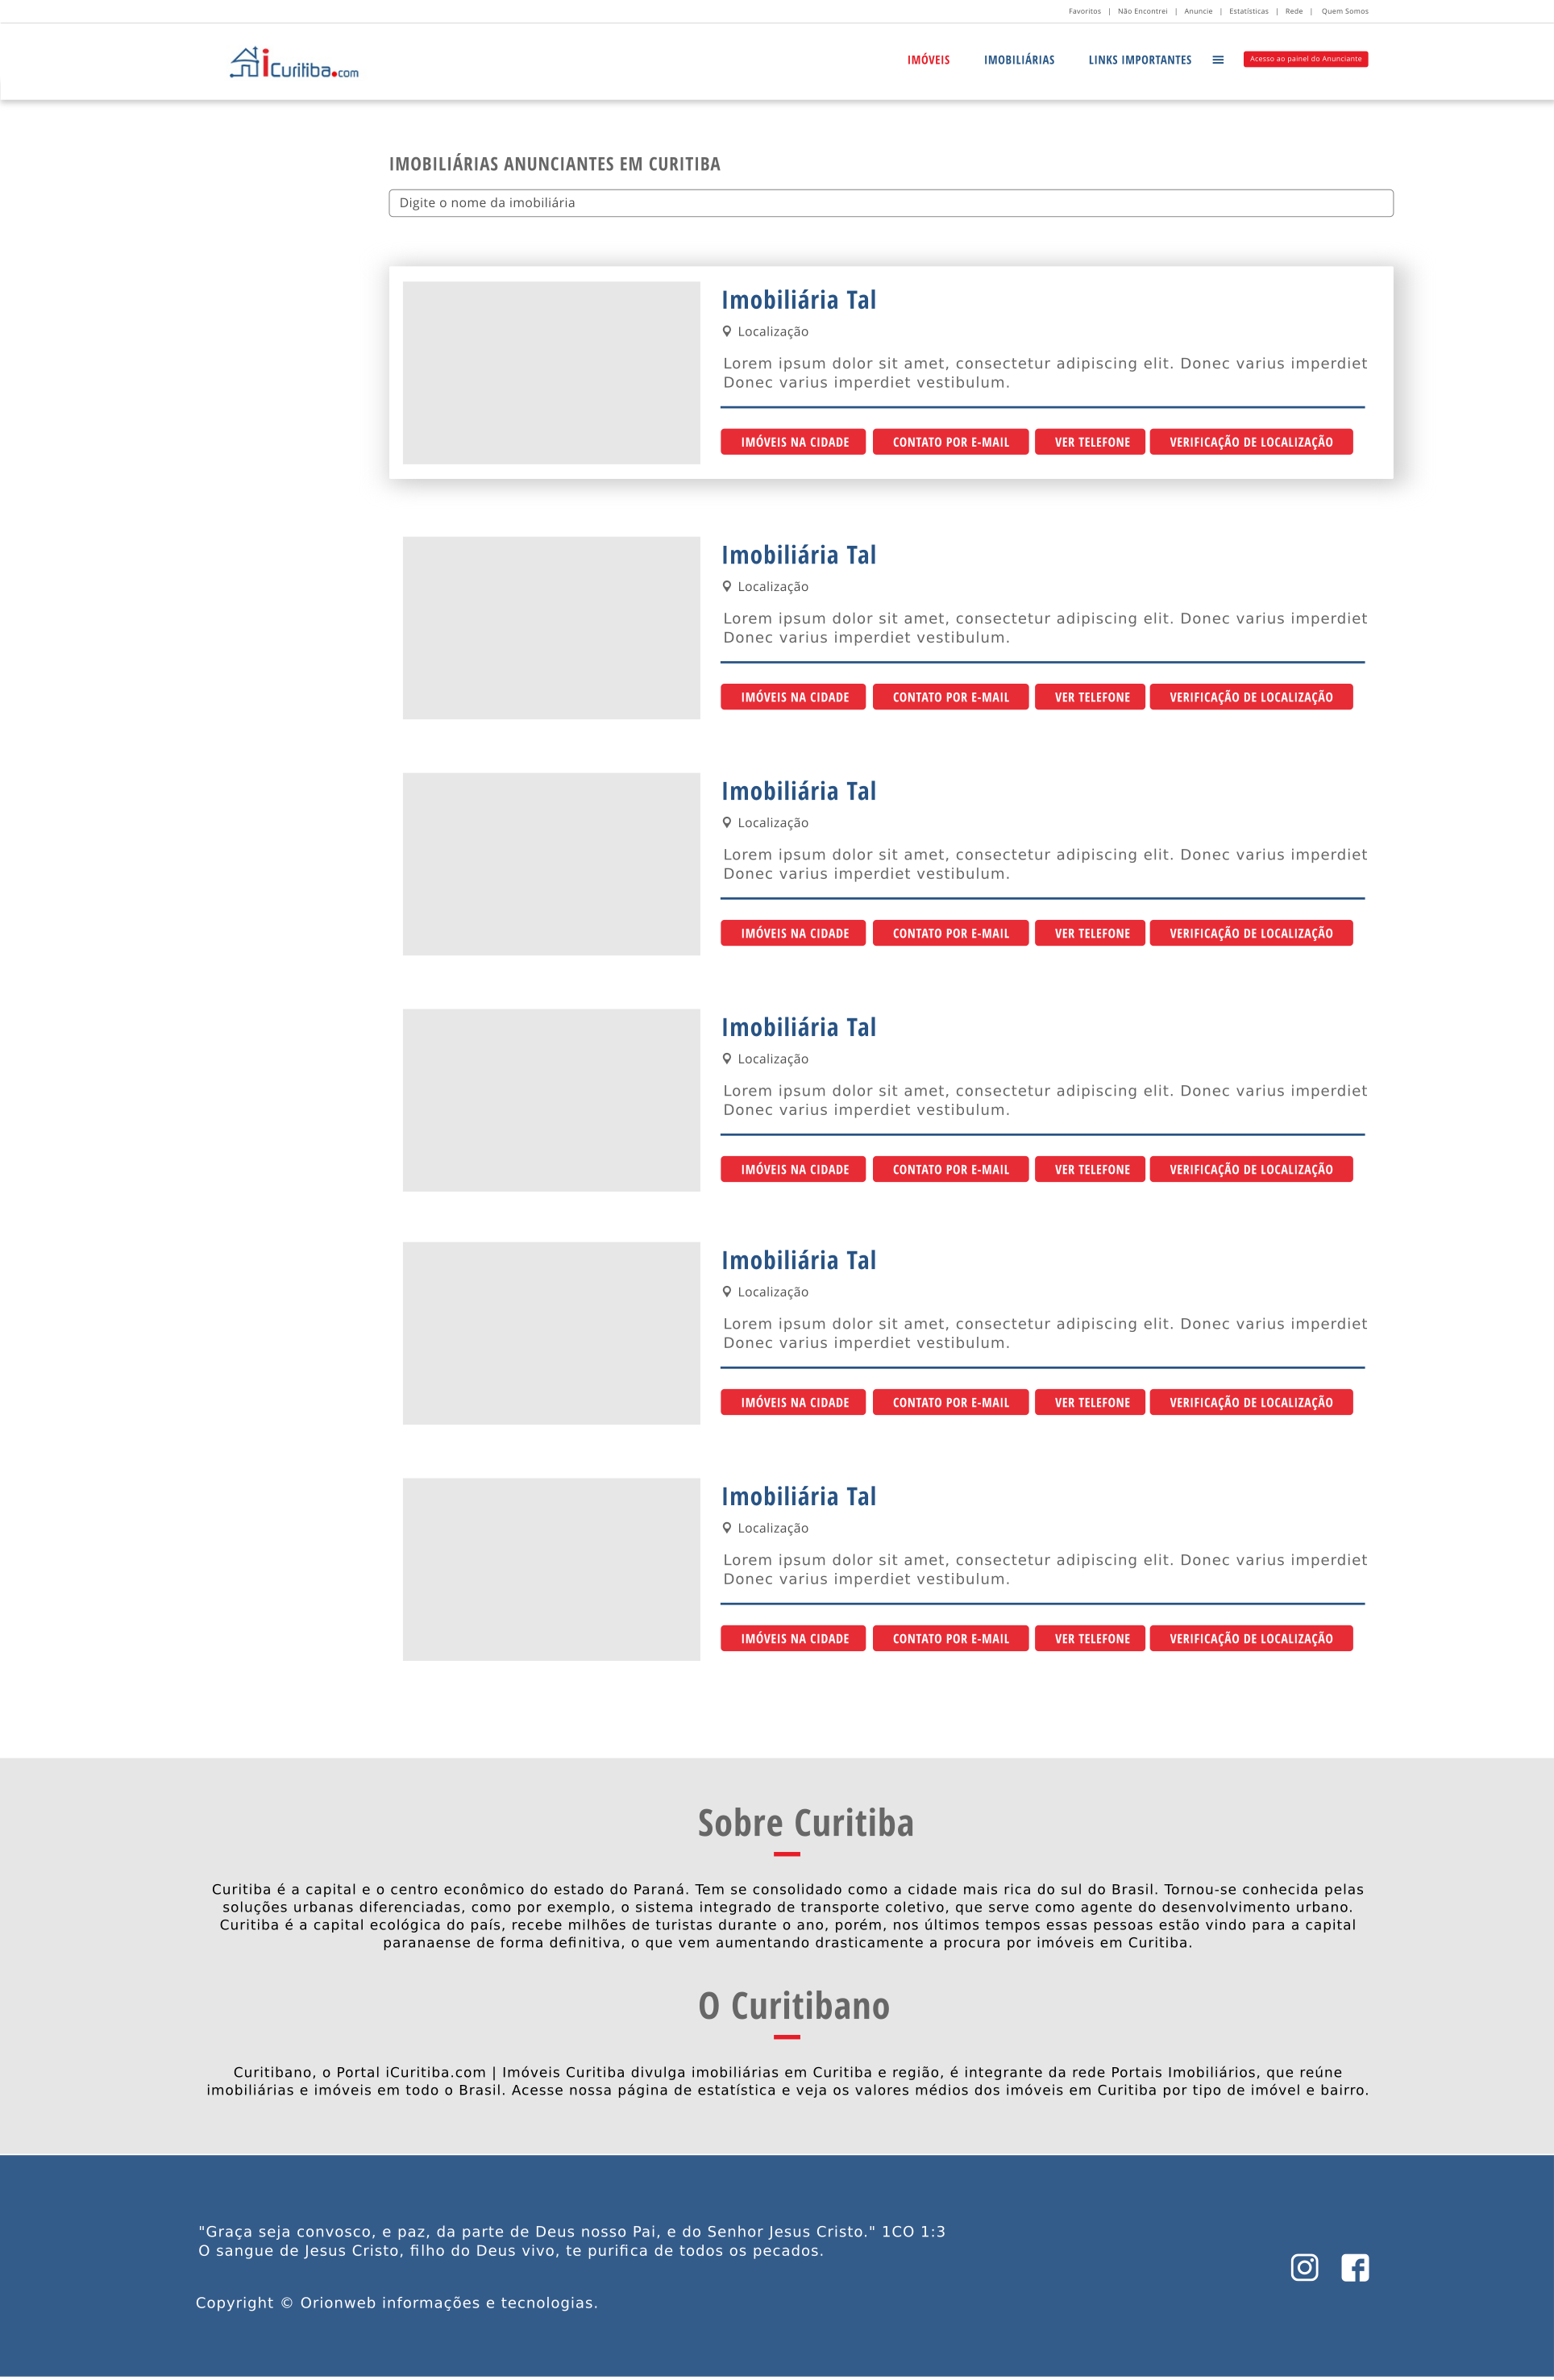 Favoritos | Não Encontrei | Anuncie | Estatísticas | Rede | Quem Somos
iCuritiba.com
IMÓVEIS IMOBILIÁRIAS LINKS IMPORTANTES Acesso ao painel do Anunciante
IMOBILIÁRIAS ANUNCIANTES EM CURITIBA
Digite o nome da imobiliária
Imobiliária Tal
Localização
Lorem ipsum dolor sit amet, consectetur adipiscing elit. Donec varius imperdiet
Donec varius imperdiet vestibulum.
IMÓVEIS NA CIDADE CONTATO POR E-MAIL VER TELEFONE VERIFICAÇÃO DE LOCALIZAÇÃO
Imobiliária Tal
Localização
Lorem ipsum dolor sit amet, consectetur adipiscing elit. Donec varius imperdiet
Donec varius imperdiet vestibulum.
IMÓVEIS NA CIDADE CONTATO POR E-MAIL VER TELEFONE VERIFICAÇÃO DE LOCALIZAÇÃO
Imobiliária Tal
Localização
Lorem ipsum dolor sit amet, consectetur adipiscing elit. Donec varius imperdiet
Donec varius imperdiet vestibulum.
IMÓVEIS NA CIDADE CONTATO POR E-MAIL VER TELEFONE VERIFICAÇÃO DE LOCALIZAÇÃO
Imobiliária Tal
Localização
Lorem ipsum dolor sit amet, consectetur adipiscing elit. Donec varius imperdiet
Donec varius imperdiet vestibulum.
IMÓVEIS NA CIDADE CONTATO POR E-MAIL VER TELEFONE VERIFICAÇÃO DE LOCALIZAÇÃO
Imobiliária Tal
Localização
Lorem ipsum dolor sit amet, consectetur adipiscing elit. Donec varius imperdiet
Donec varius imperdiet vestibulum.
IMÓVEIS NA CIDADE CONTATO POR E-MAIL VER TELEFONE VERIFICAÇÃO DE LOCALIZAÇÃO
Imobiliária Tal
Localização
Lorem ipsum dolor sit amet, consectetur adipiscing elit. Donec varius imperdiet
Donec varius imperdiet vestibulum.
IMÓVEIS NA CIDADE CONTATO POR E-MAIL VER TELEFONE VERIFICAÇÃO DE LOCALIZAÇÃO
Sobre Curitiba
Curitiba é a capital e o centro econômico do estado do Paraná. Tem se consolidado como a cidade mais rica do sul do Brasil. Tornou-se conhecida pelas
soluções urbanas diferenciadas, como por exemplo, o sistema integrado de transporte coletivo, que serve como agente do desenvolvimento urbano.
Curitiba é a capital ecológica do país, recebe milhões de turistas durante o ano, porém, nos últimos tempos essas pessoas estão vindo para a capital
paranaense de forma definitiva, o que vem aumentando drasticamente a procura por imóveis em Curitiba.
O Curitibano
Curitibano, o Portal iCuritiba.com | Imóveis Curitiba divulga imobiliárias em Curitiba e região, é integrante da rede Portais Imobiliários, que reúne
imobiliárias e imóveis em todo o Brasil. Acesse nossa página de estatística e veja os valores médios dos imóveis em Curitiba por tipo de imóvel e bairro.
"Graça seja convosco, e paz, da parte de Deus nosso Pai, e do Senhor Jesus Cristo." 1CO 1:3
O sangue de Jesus Cristo, filho do Deus vivo, te purifica de todos os pecados.
Copyright © Orionweb informações e tecnologias.